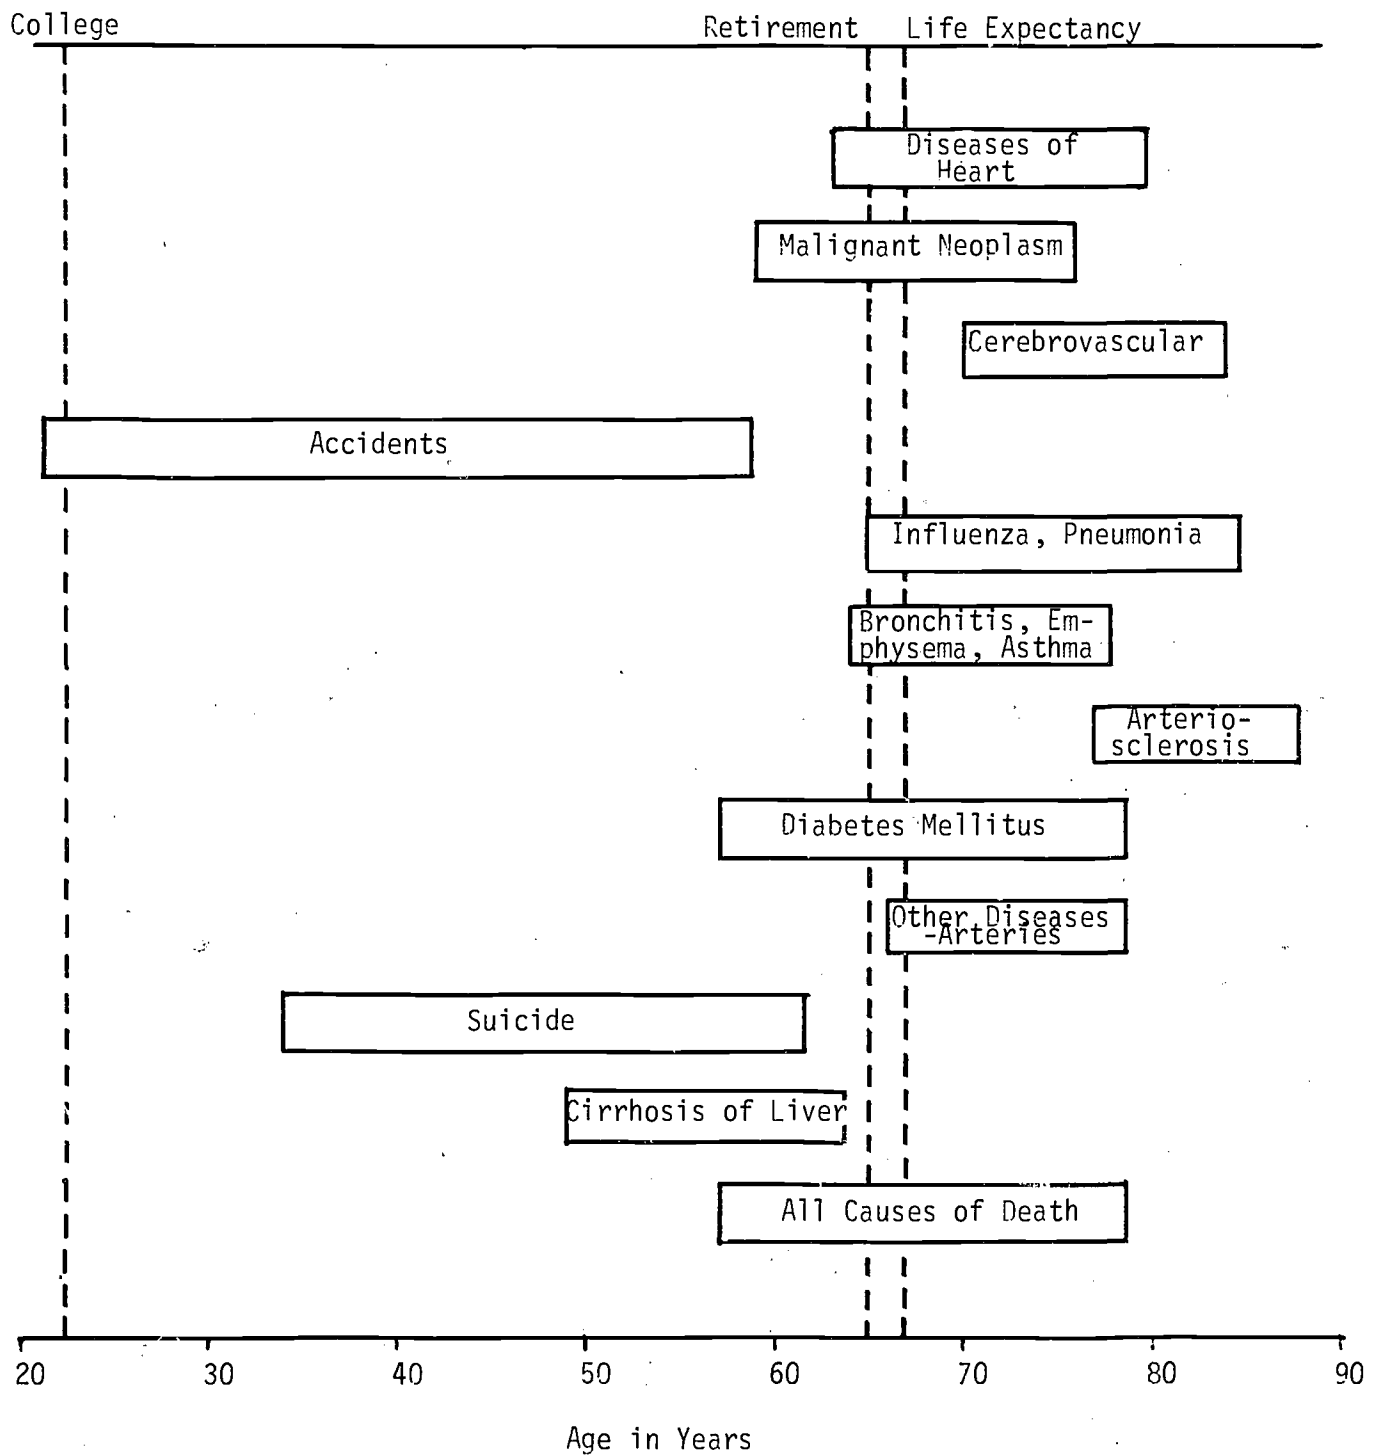 College
Retirement
Life Expectancy
Diseases of
Heart
Malignant Neoplasm
Cerebrovascular
Accidents
Influenza, Pneumonia
Bronchitis, Em-
physema, Asthma
Arterio-
sclerosis
Diabetes Mellitus
Other Diseases
-Arteries
Suicide
Cirrhosis of Liver
All Causes of Death
20 30 40 50 60 70 80 90
Age in Years